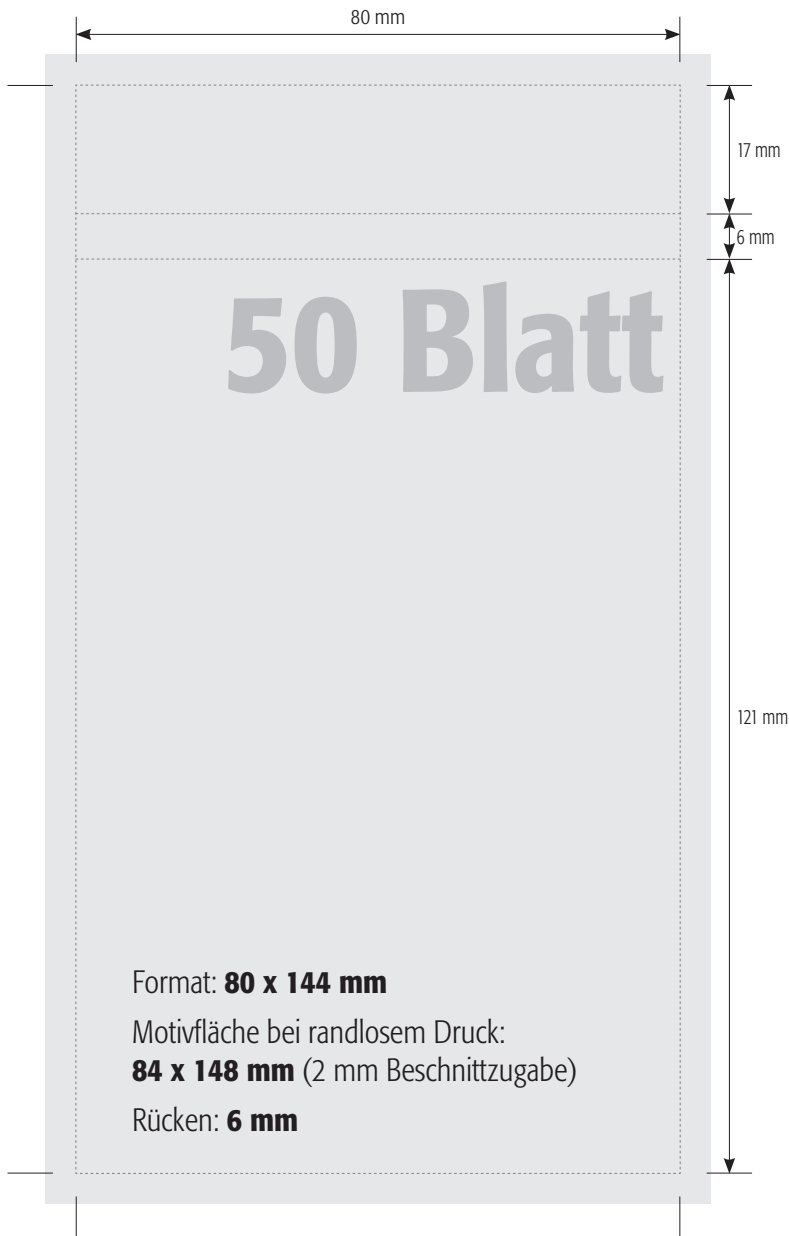 80 mm
17 mm
6 mm
50 Blatt
121 mm
Format: 80 x 144 mm
Motivfläche bei randlosem Druck:
84 x 148 mm (2 mm Beschnittzugabe)
Rücken: 6 mm